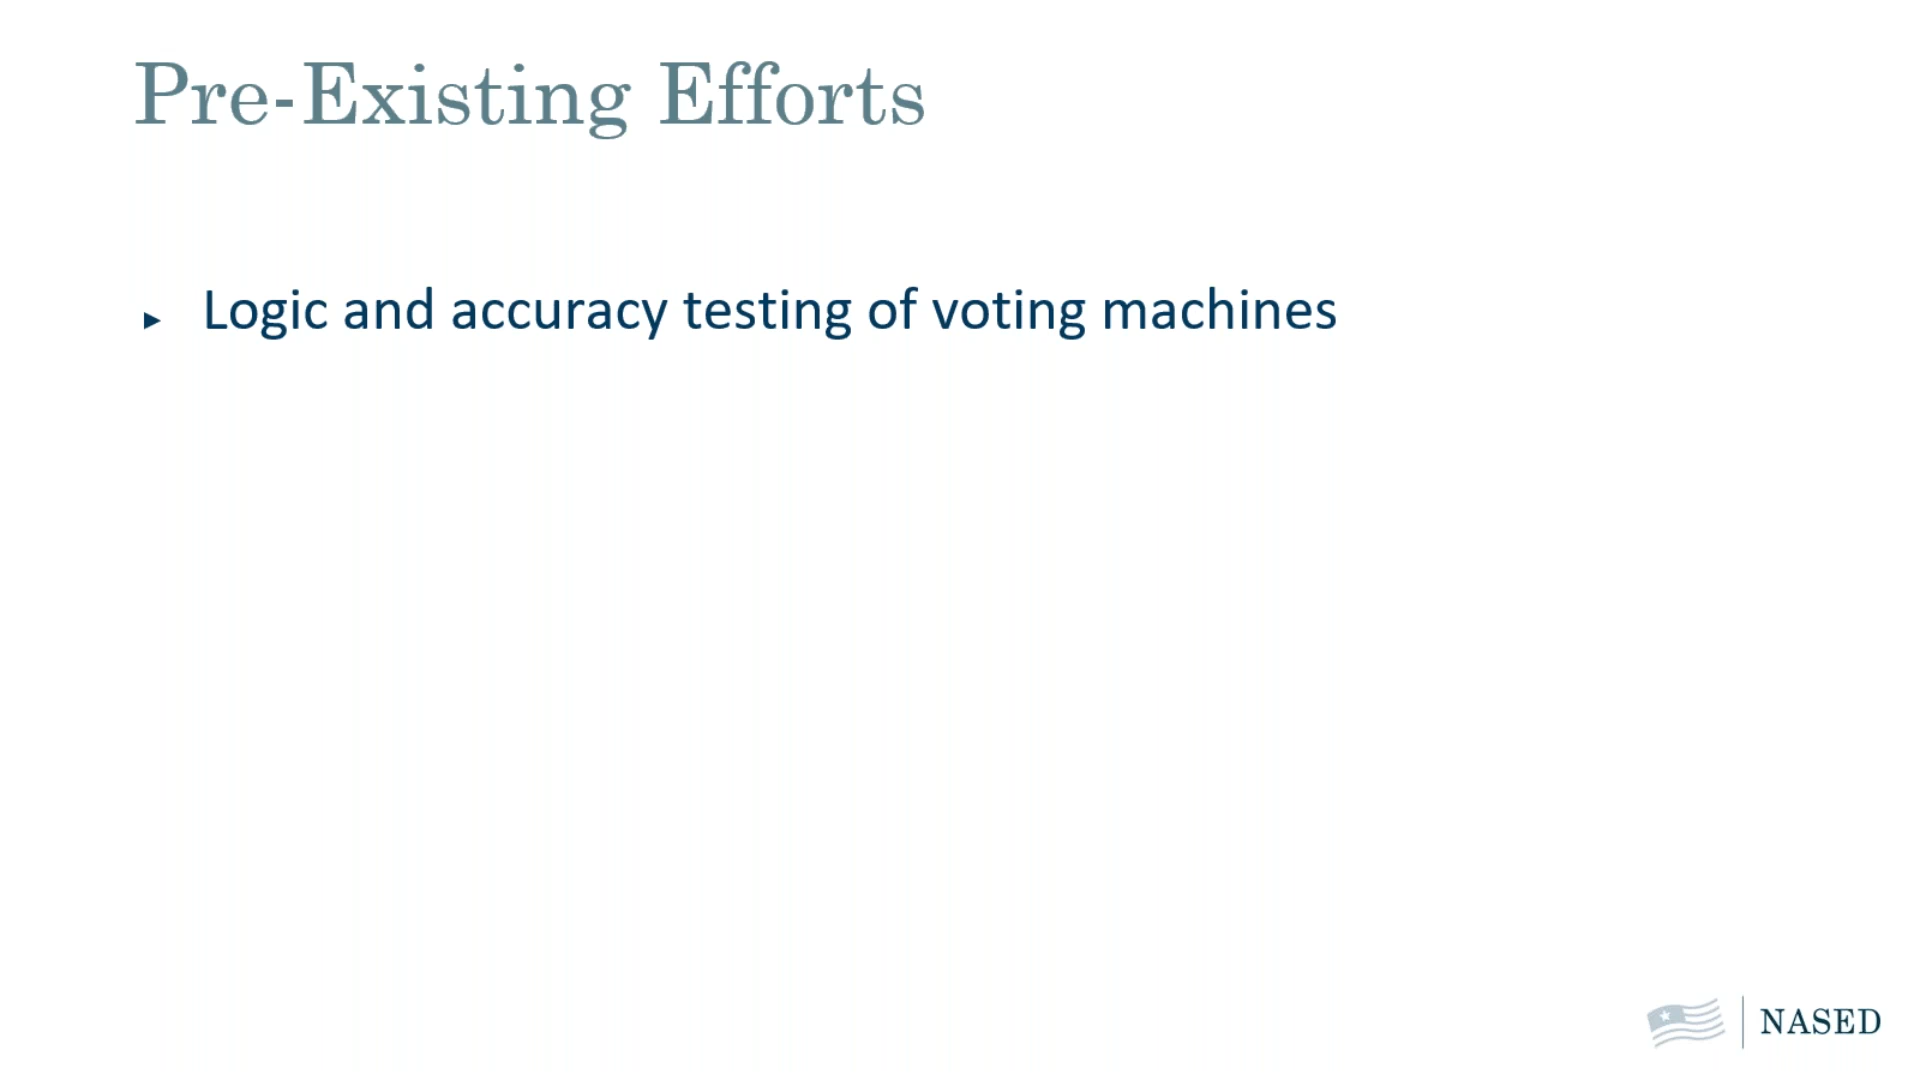 Pre-Existing Efforts
► Logic and accuracy testing of voting machines
NASED